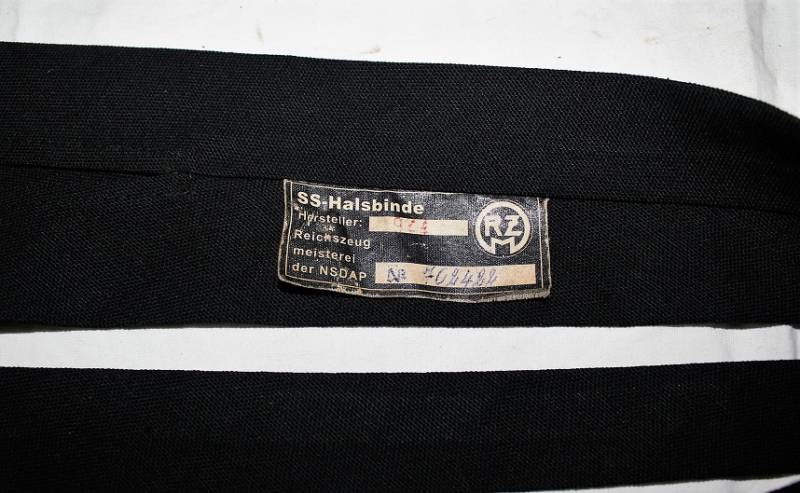 SS-Halsbinde
Hersteller:
Reichszeug
meisterei
der NSDAP № 702422
RZM